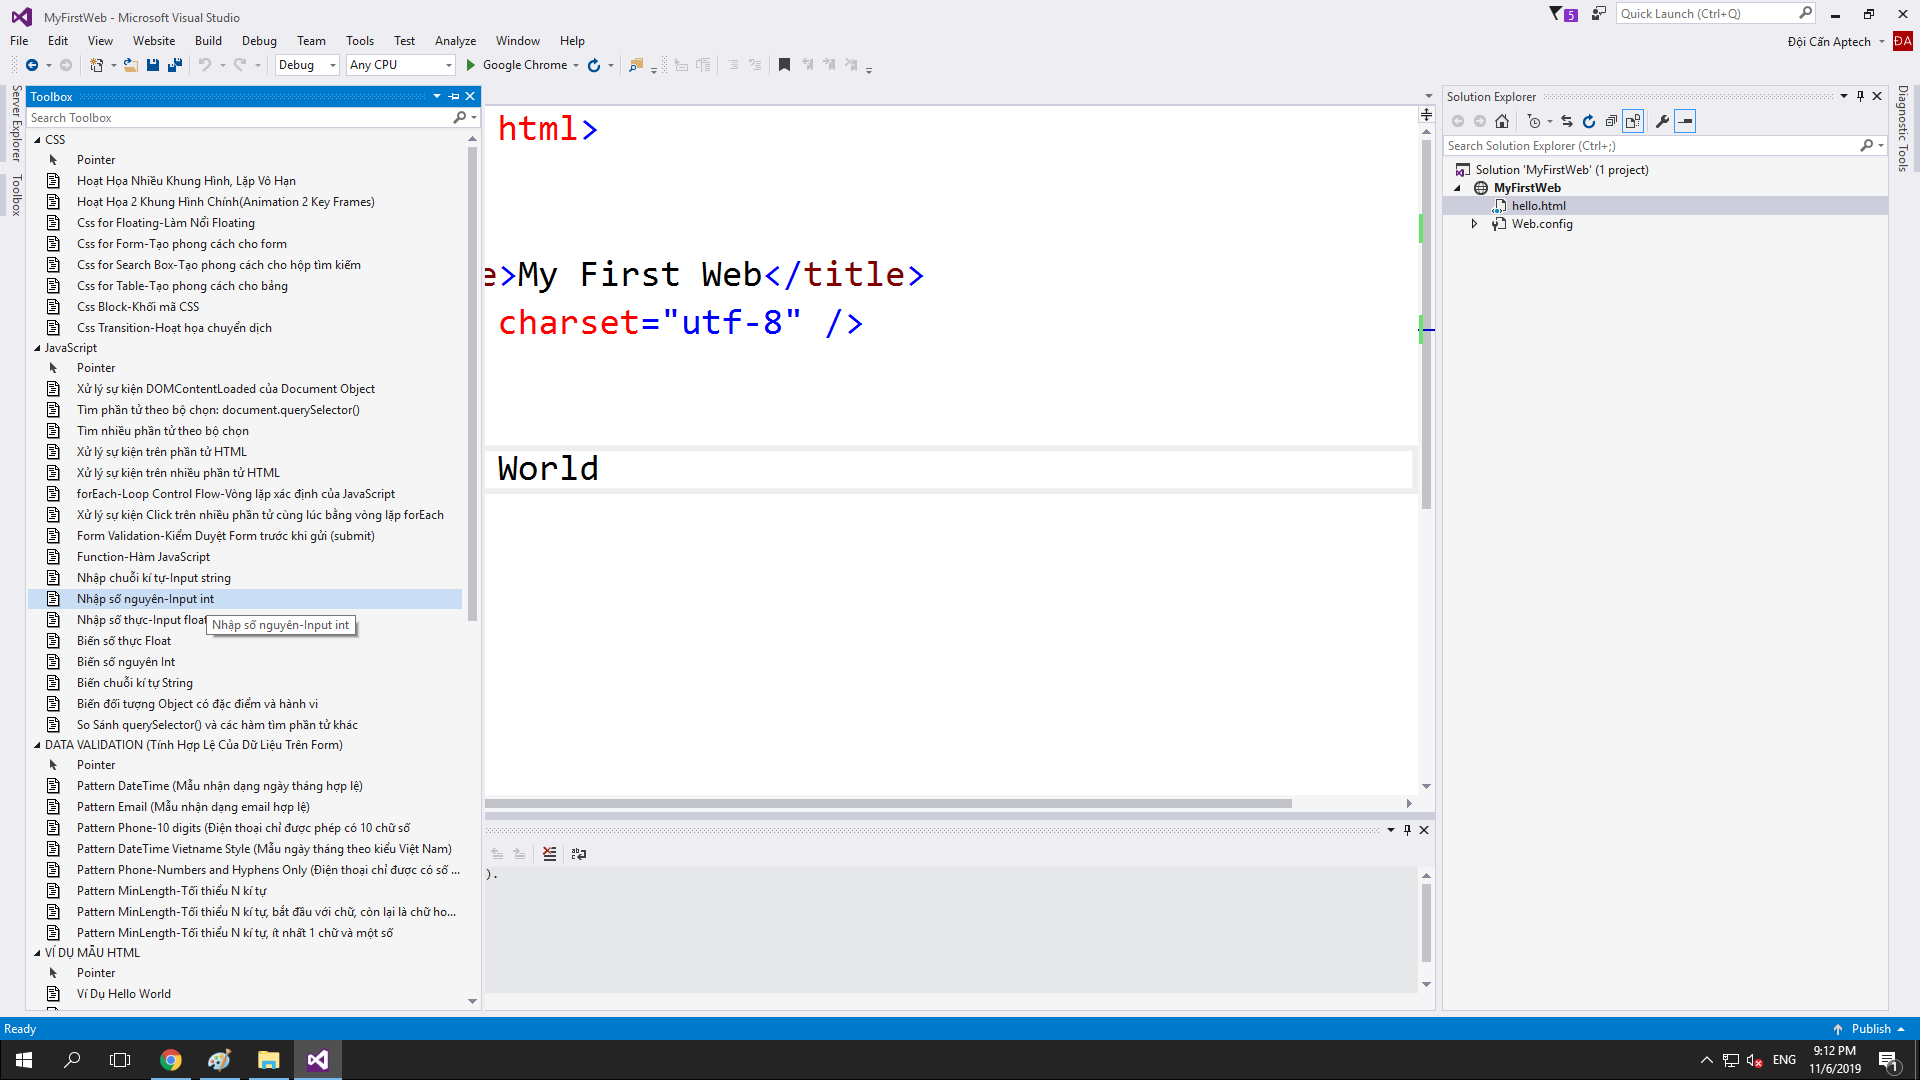 MyFirstWeb - Microsoft Visual Studio
5
Quick Launch (Ctrl+Q)
File Edit View Website Build Debug Team Tools Test Analyze Window Help
Đội Cấn Aptech
ĐA
Debug
Any CPU
Google Chrome
Server Explorer
Toolbox
Toolbox
Search Toolbox
CSS
Pointer
Hoạt Họa Nhiều Khung Hình, Lặp Vô Hạn
Hoạt Họa 2 Khung Hình Chính(Animation 2 Key Frames)
Css for Floating-Làm Nổi Floating
Css for Form-Tạo phong cách cho form
Css for Search Box-Tạo phong cách cho hộp tìm kiếm
Css for Table-Tạo phong cách cho bảng
Css Block-Khối mã CSS
Css Transition-Hoạt họa chuyển dịch
JavaScript
Pointer
Xử lý sự kiện DOMContentLoaded của Document Object
Tìm phần tử theo bộ chọn: document.querySelector()
Tìm nhiều phần tử theo bộ chọn
Xử lý sự kiện trên phần tử HTML
Xử lý sự kiện trên nhiều phần tử HTML
forEach-Loop Control Flow-Vòng lặp xác định của JavaScript
Xử lý sự kiện Click trên nhiều phần tử cùng lúc bằng vòng lặp forEach
Form Validation-Kiểm Duyệt Form trước khi gửi (submit)
Function-Hàm JavaScript
Nhập chuỗi kí tự-Input string
Nhập số nguyên-Input int
Nhập số thực-Input float
Nhập số nguyên-Input int
Biến số thực Float
Biến số nguyên Int
Biến chuỗi kí tự String
Biến đối tượng Object có đặc điểm và hành vi
So Sánh querySelector() và các hàm tìm phần tử khác
DATA VALIDATION (Tính Hợp Lệ Của Dữ Liệu Trên Form)
Pointer
Pattern DateTime (Mẫu nhận dạng ngày tháng hợp lệ)
Pattern Email (Mẫu nhận dạng email hợp lệ)
Pattern Phone-10 digits (Điện thoại chỉ được phép có 10 chữ số
Pattern DateTime Vietname Style (Mẫu ngày tháng theo kiểu Việt Nam)
Pattern Phone-Numbers and Hyphens Only (Điện thoại chỉ được có số ...
Pattern MinLength-Tối thiểu N kí tự
Pattern MinLength-Tối thiểu N kí tự, bắt đầu với chữ, còn lại là chữ ho...
Pattern MinLength-Tối thiểu N kí tự, ít nhất 1 chữ và một số
VÍ DỤ MẪU HTML
Pointer
Ví Dụ Hello World
html>
e>My First Web</title>
charset="utf-8" />
World
).
Solution Explorer
Search Solution Explorer (Ctrl+;)
Solution 'MyFirstWeb' (1 project)
MyFirstWeb
hello.html
Web.config
Diagnostic Tools
Ready
Publish
ENG
9:12 PM
11/6/2019
1